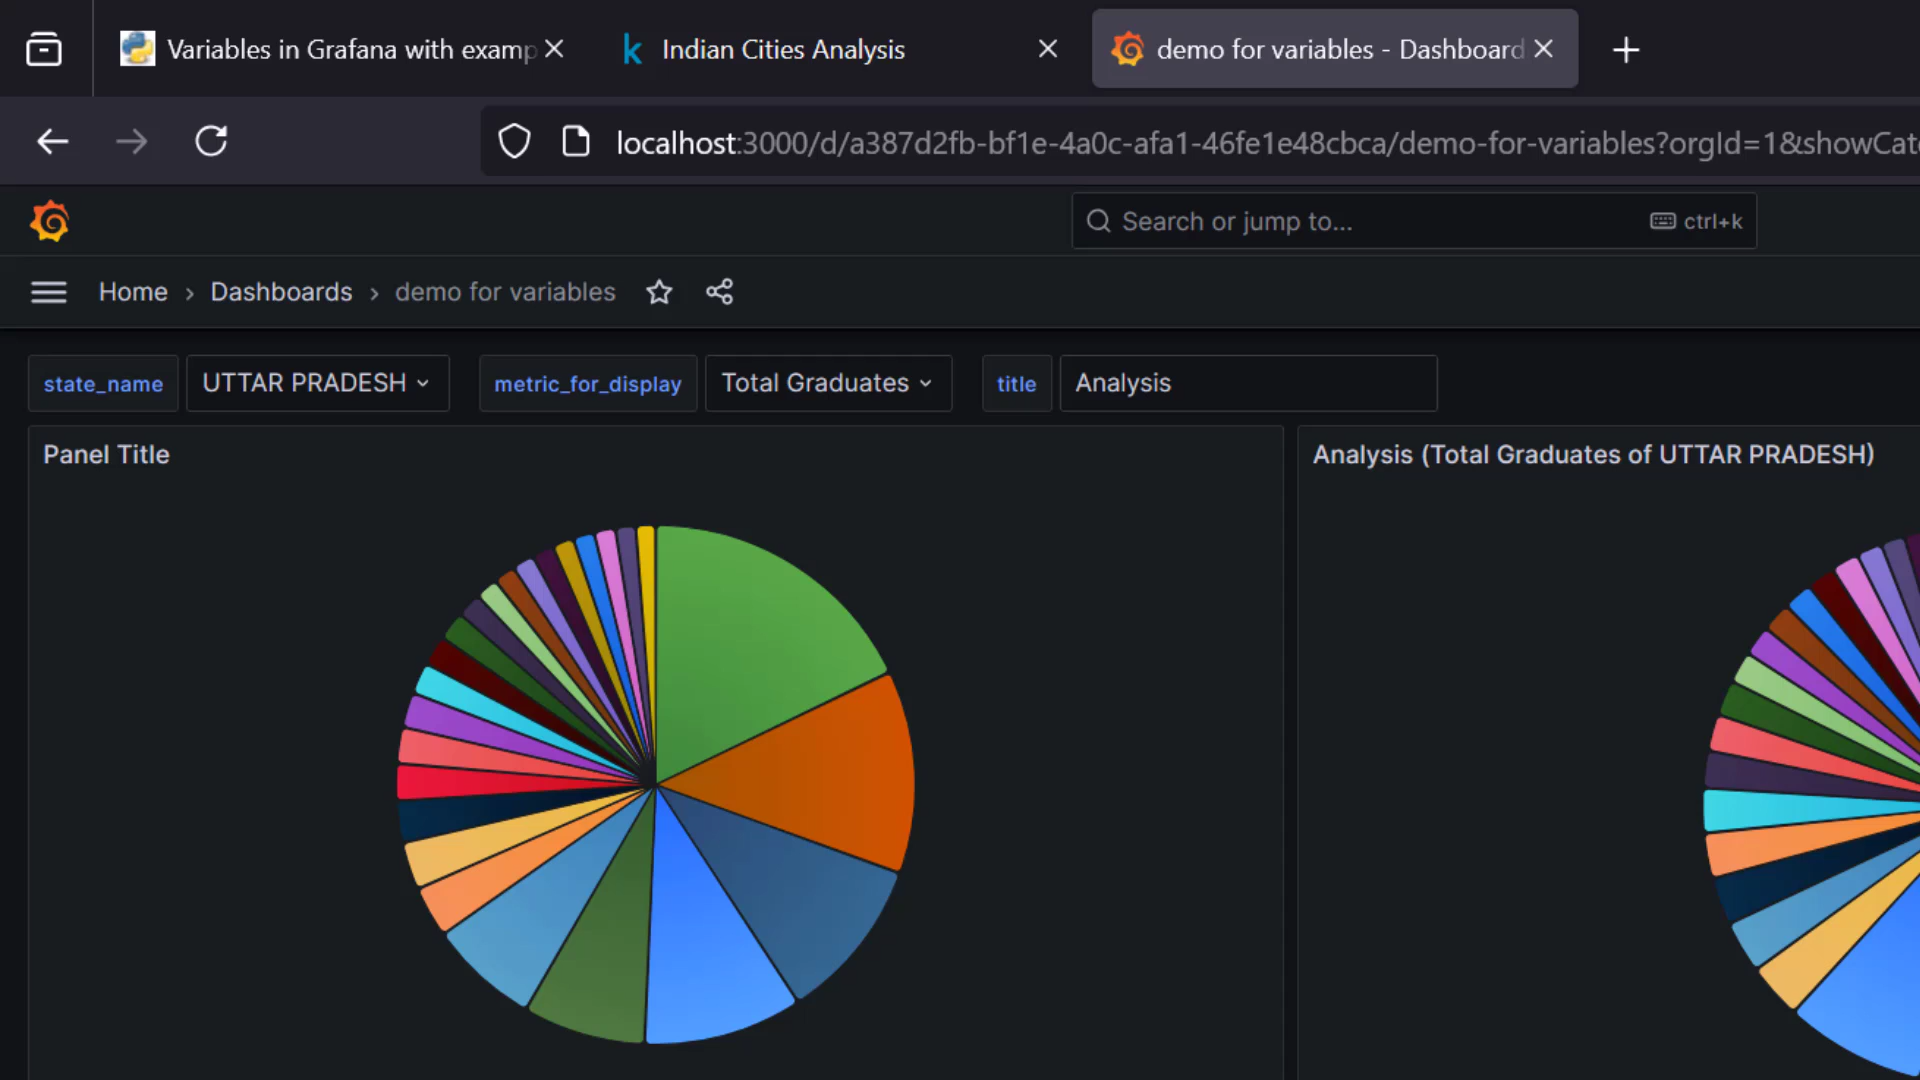 Variables in Grafana with examp
Indian Cities Analysis
demo for variables - Dashboard
localhost:3000/d/a387d2fb-bf1e-4a0c-afa1-46fe1e48cbca/demo-for-variables?orgId=1&showCat
Search or jump to...
ctrl+k
Home › Dashboards › demo for variables
state_name
UTTAR PRADESH
metric_for_display
Total Graduates
title
Analysis
Panel Title
Analysis (Total Graduates of UTTAR PRADESH)